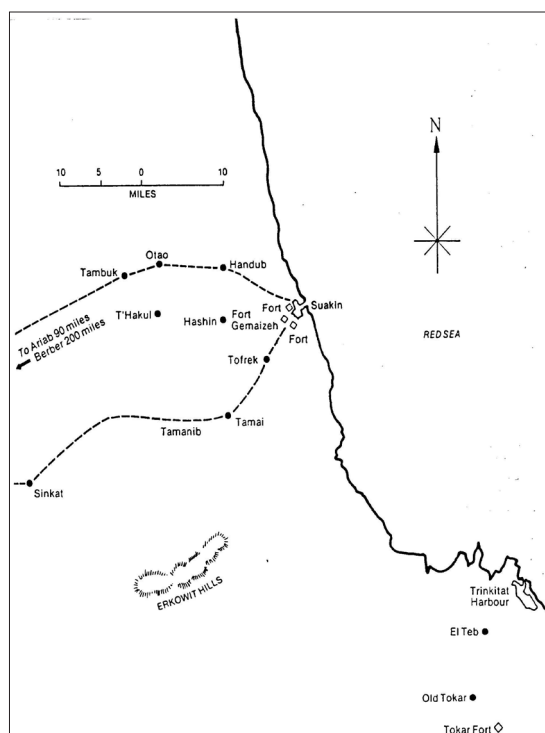 N
10 0 10
MILES
Otao
Handub
Tambuk
Fort
Suakin
T'Hakul
Hashin
Fort
Gemaizeh
Fort
To Ariab 90 miles
Berber 200 miles
RED SEA
Tofrek
Tamai
Tamanib
Sinkat
ERKOWIT HILLS
Trinkitat
Harbour
El Teb
Old Tokar
Tokar Fort